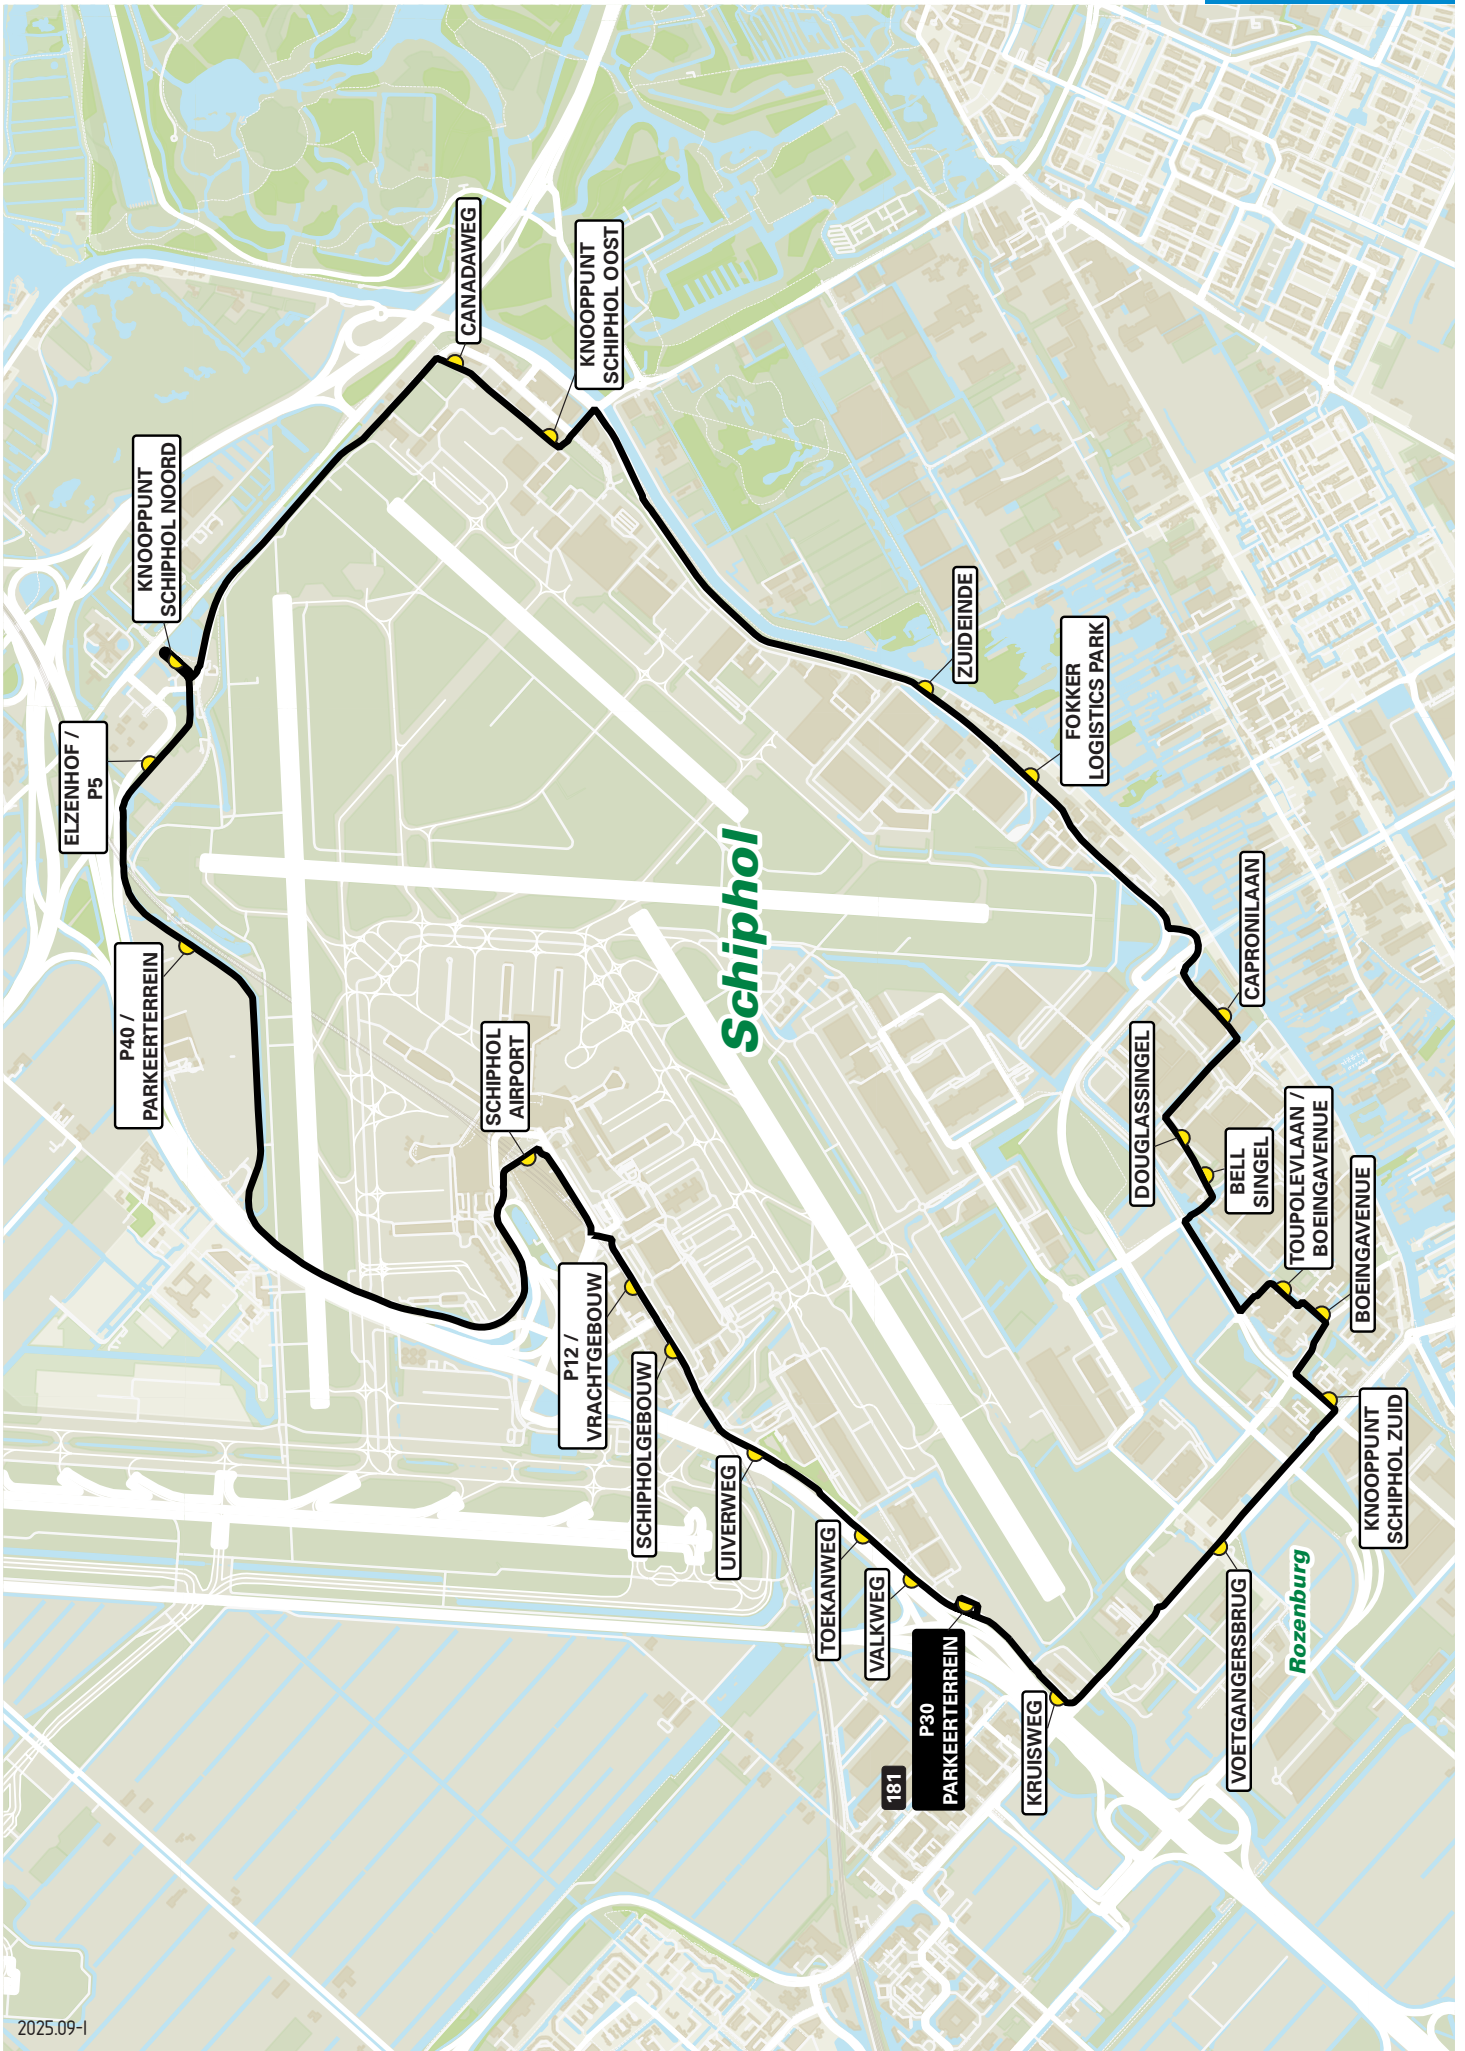 CANADAWEG
KNOOPPUNT
SCHIPHOL OOST
KNOOPPUNT
SCHIPHOL NOORD
ELZENHOF /
P5
P40 /
PARKEERTERREIN
SCHIPHOL
AIRPORT
P12 /
VRACHTGEBOUW
SCHIPHOLGEBOUW
UIVERWEG
TOEKANWEG
VALKWEG
181
P30
PARKEERTERREIN
KRUISWEG
VOETGANGERSBRUG
KNOOPPUNT
SCHIPHOL ZUID
BOEINGAVENUE
TOUPOLEVLAAN /
BOEINGAVENUE
BELL
SINGEL
DOUGLASSINGEL
CAPRONILAAN
FOKKER
LOGISTICS PARK
ZUIDEINDE
Schiphol
Rozenburg
2025.09-I